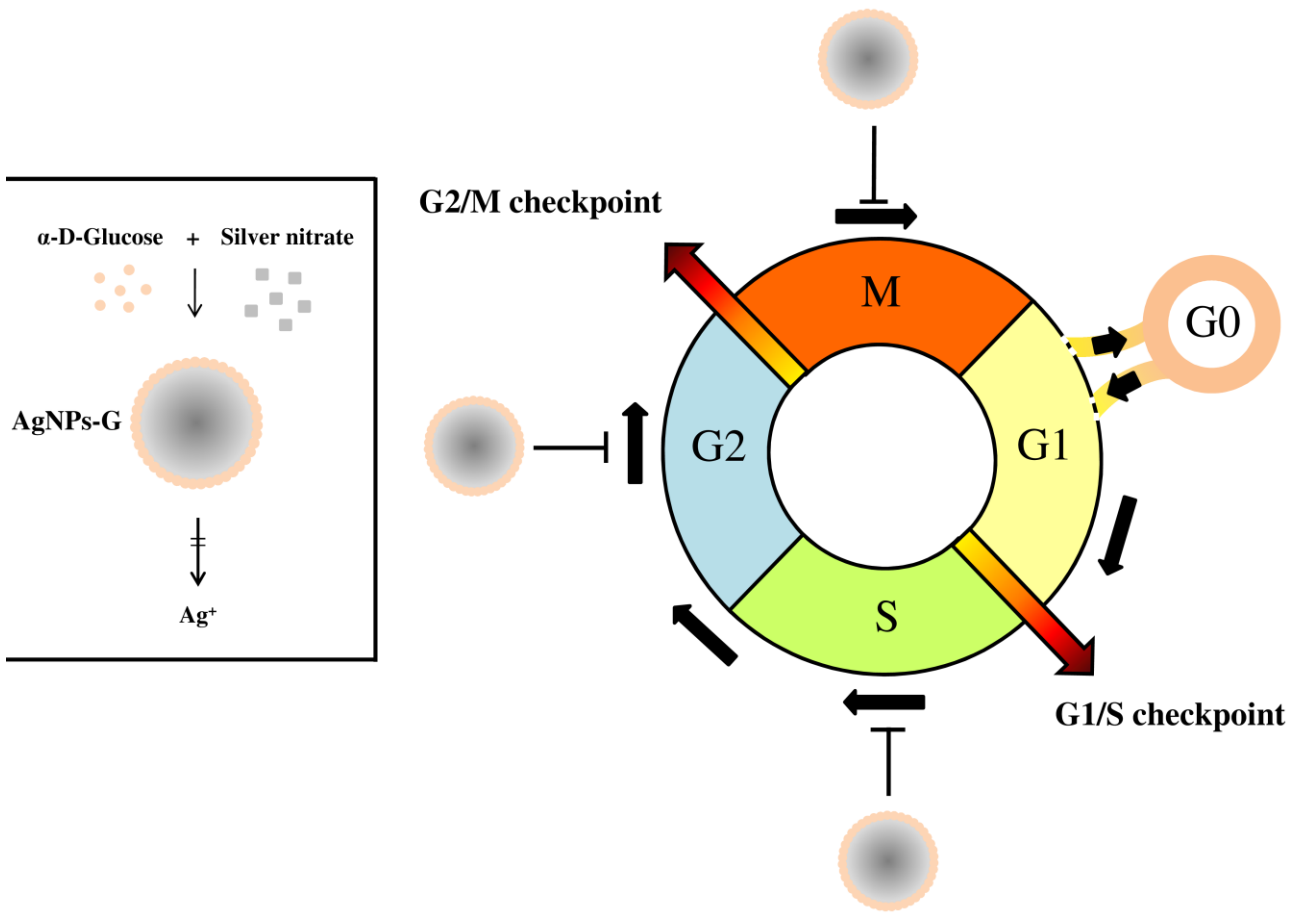 α-D-Glucose + Silver nitrate
AgNPs-G
Ag⁺
G2/M checkpoint
M
G0
G2
G1
S
G1/S checkpoint